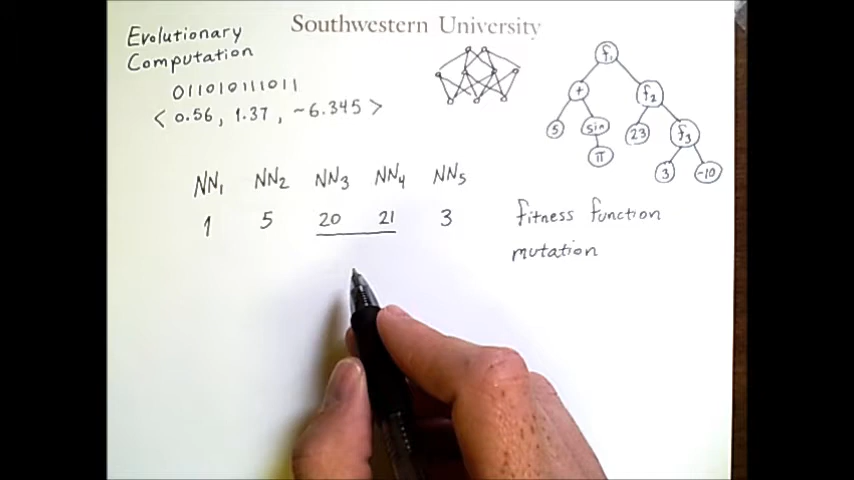 Southwestern University
Evolutionary
Computation
011010111011
< 0.56, 1.37, -6.345 >
f₁
+
f₂
5
sin
23
f₃
π
3
-10
NN₁ NN₂ NN₃ NN₄ NN₅
1 5 20 21 3
fitness function
mutation